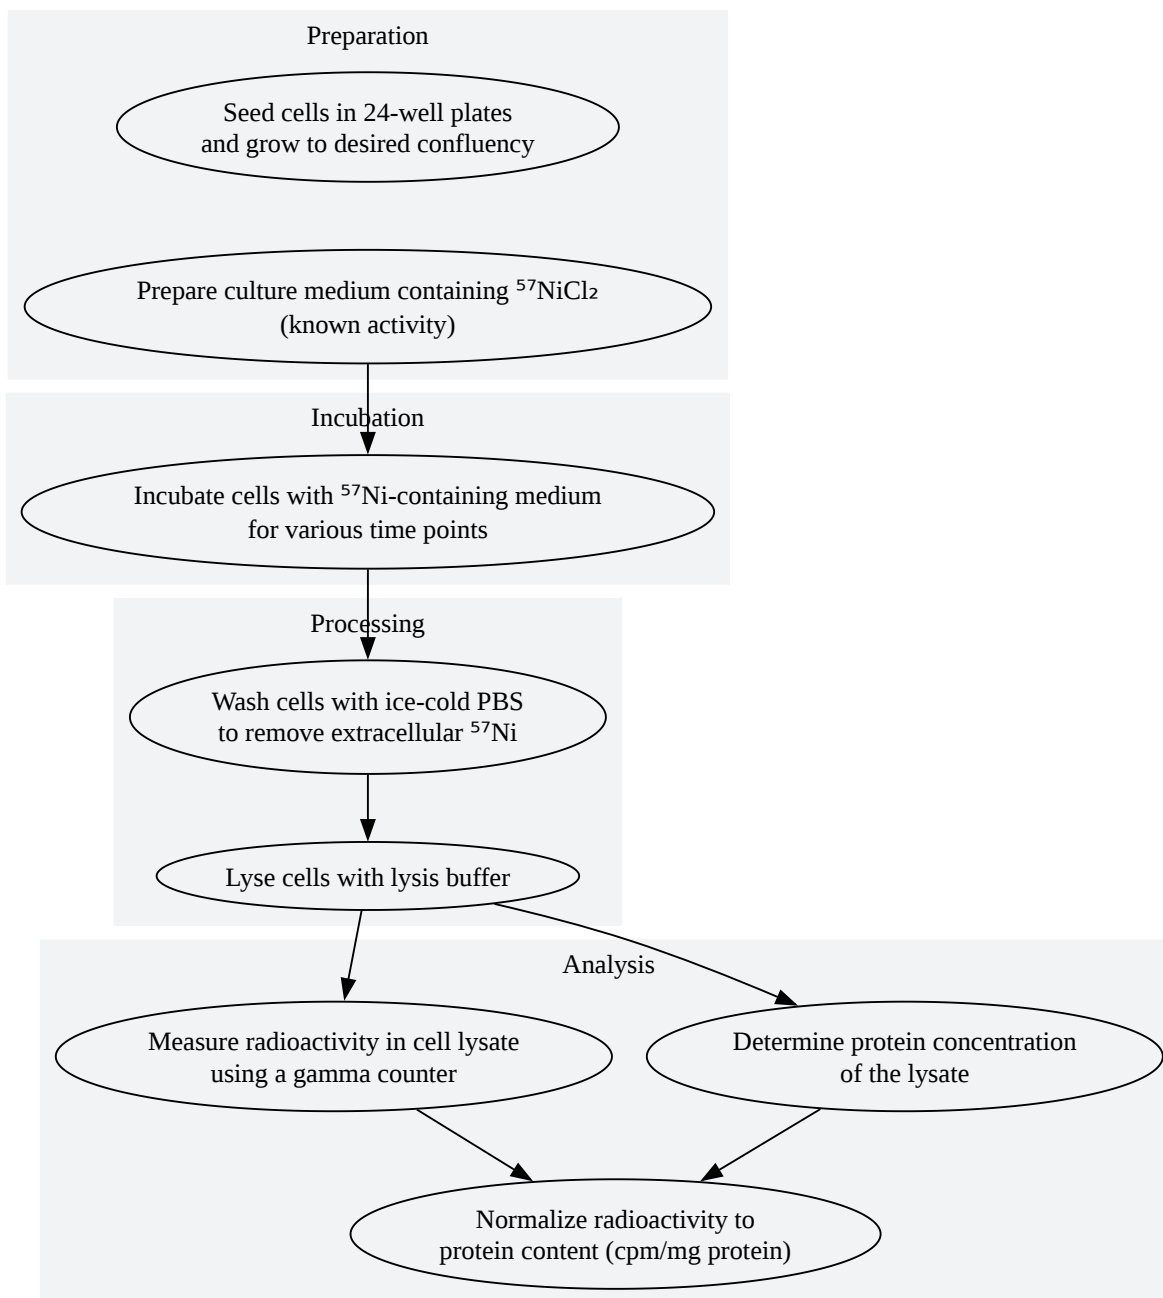 Preparation
Seed cells in 24-well plates
and grow to desired confluency
Prepare culture medium containing ⁵⁷NiCl₂
(known activity)
Incubation
Incubate cells with ⁵⁷Ni-containing medium
for various time points
Processing
Wash cells with ice-cold PBS
to remove extracellular ⁵⁷Ni
Lyse cells with lysis buffer
Analysis
Measure radioactivity in cell lysate
using a gamma counter
Determine protein concentration
of the lysate
Normalize radioactivity to
protein content (cpm/mg protein)